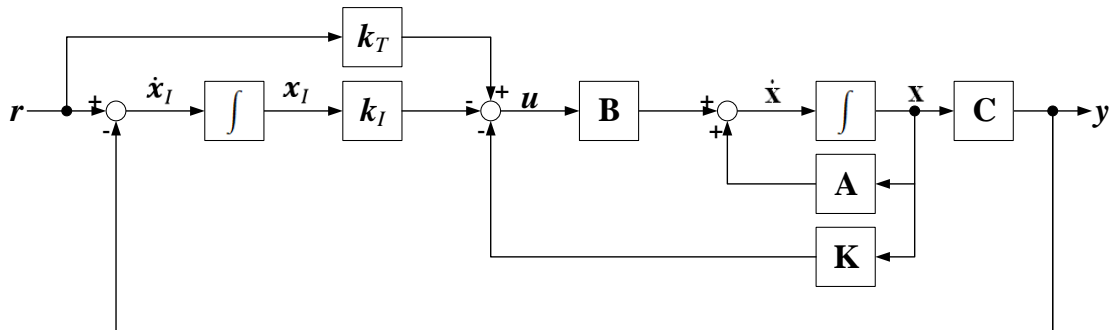 k_T
r + ẋ_I ∫ x_I k_I - + u B + ẋ ∫ x C y
- - +
A
K